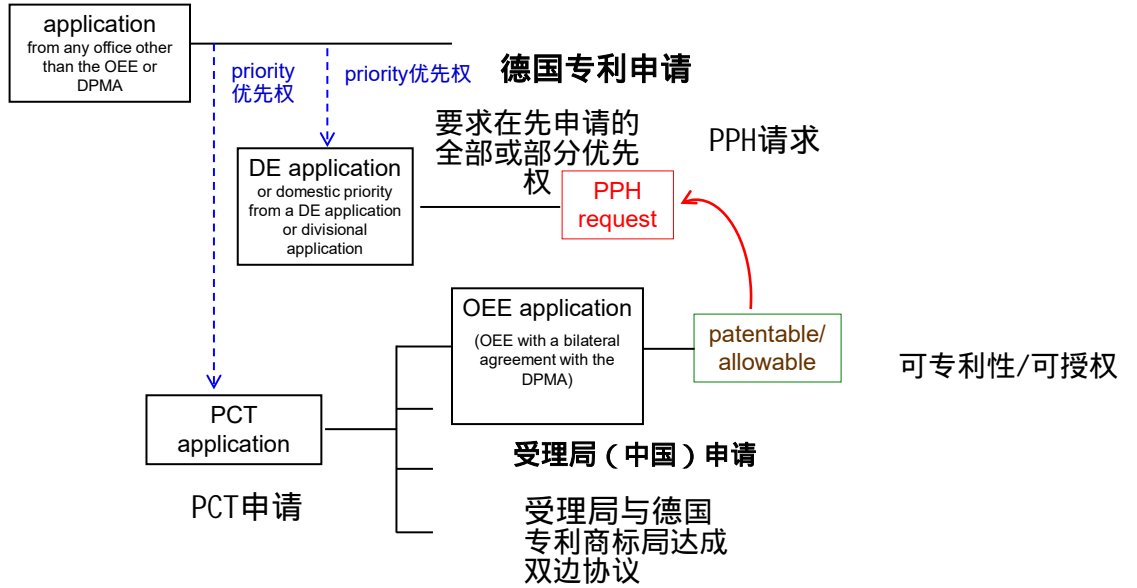 application
from any office other
than the OEE or
DPMA
priority
优先权
priority优先权
德国专利申请
要求在先申请的
全部或部分优先
权
PPH请求
DE application
or domestic priority
from a DE application
or divisional
application
PPH
request
OEE application
(OEE with a bilateral
agreement with the
DPMA)
patentable/
allowable
可专利性/可授权
PCT
application
受理局（中国）申请
PCT申请
受理局与德国
专利商标局达成
双边协议